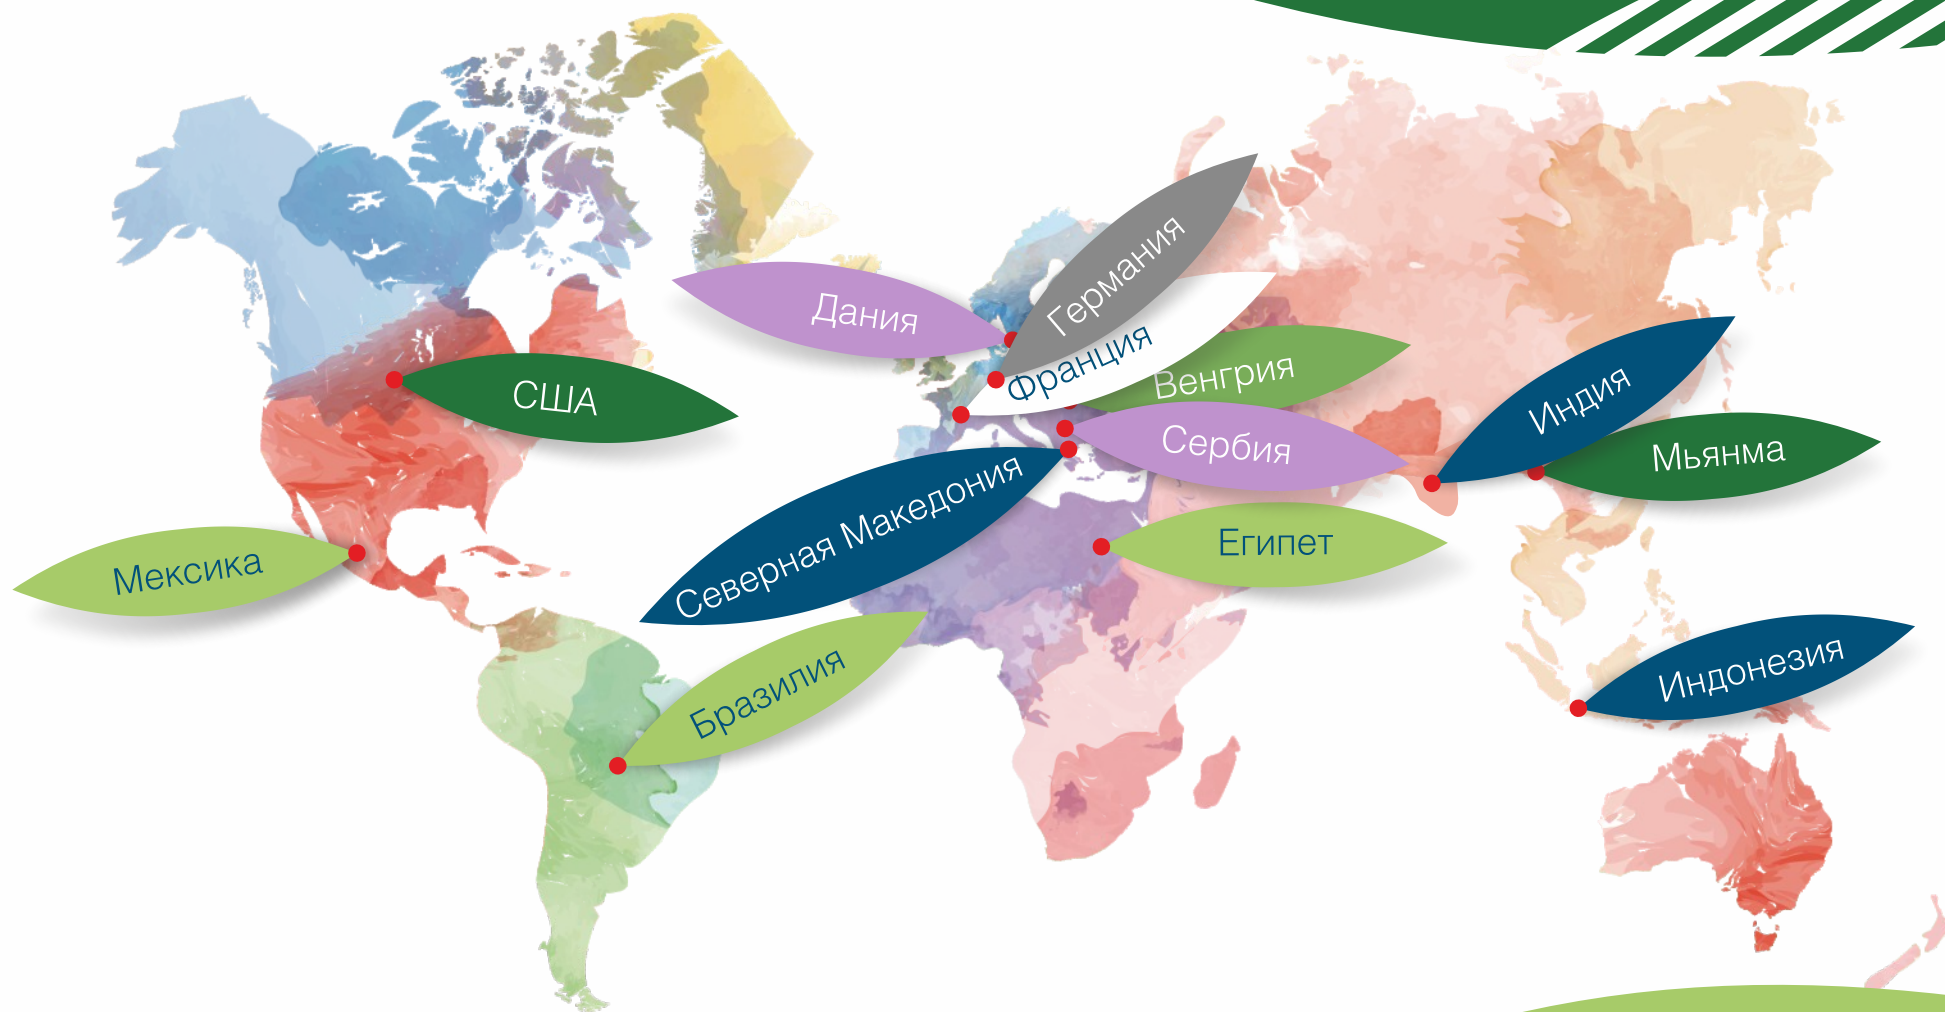 Германия
Дания
Франция
Венгрия
США
Индия
Сербия
Мьянма
Северная Македония
Египет
Мексика
Бразилия
Индонезия